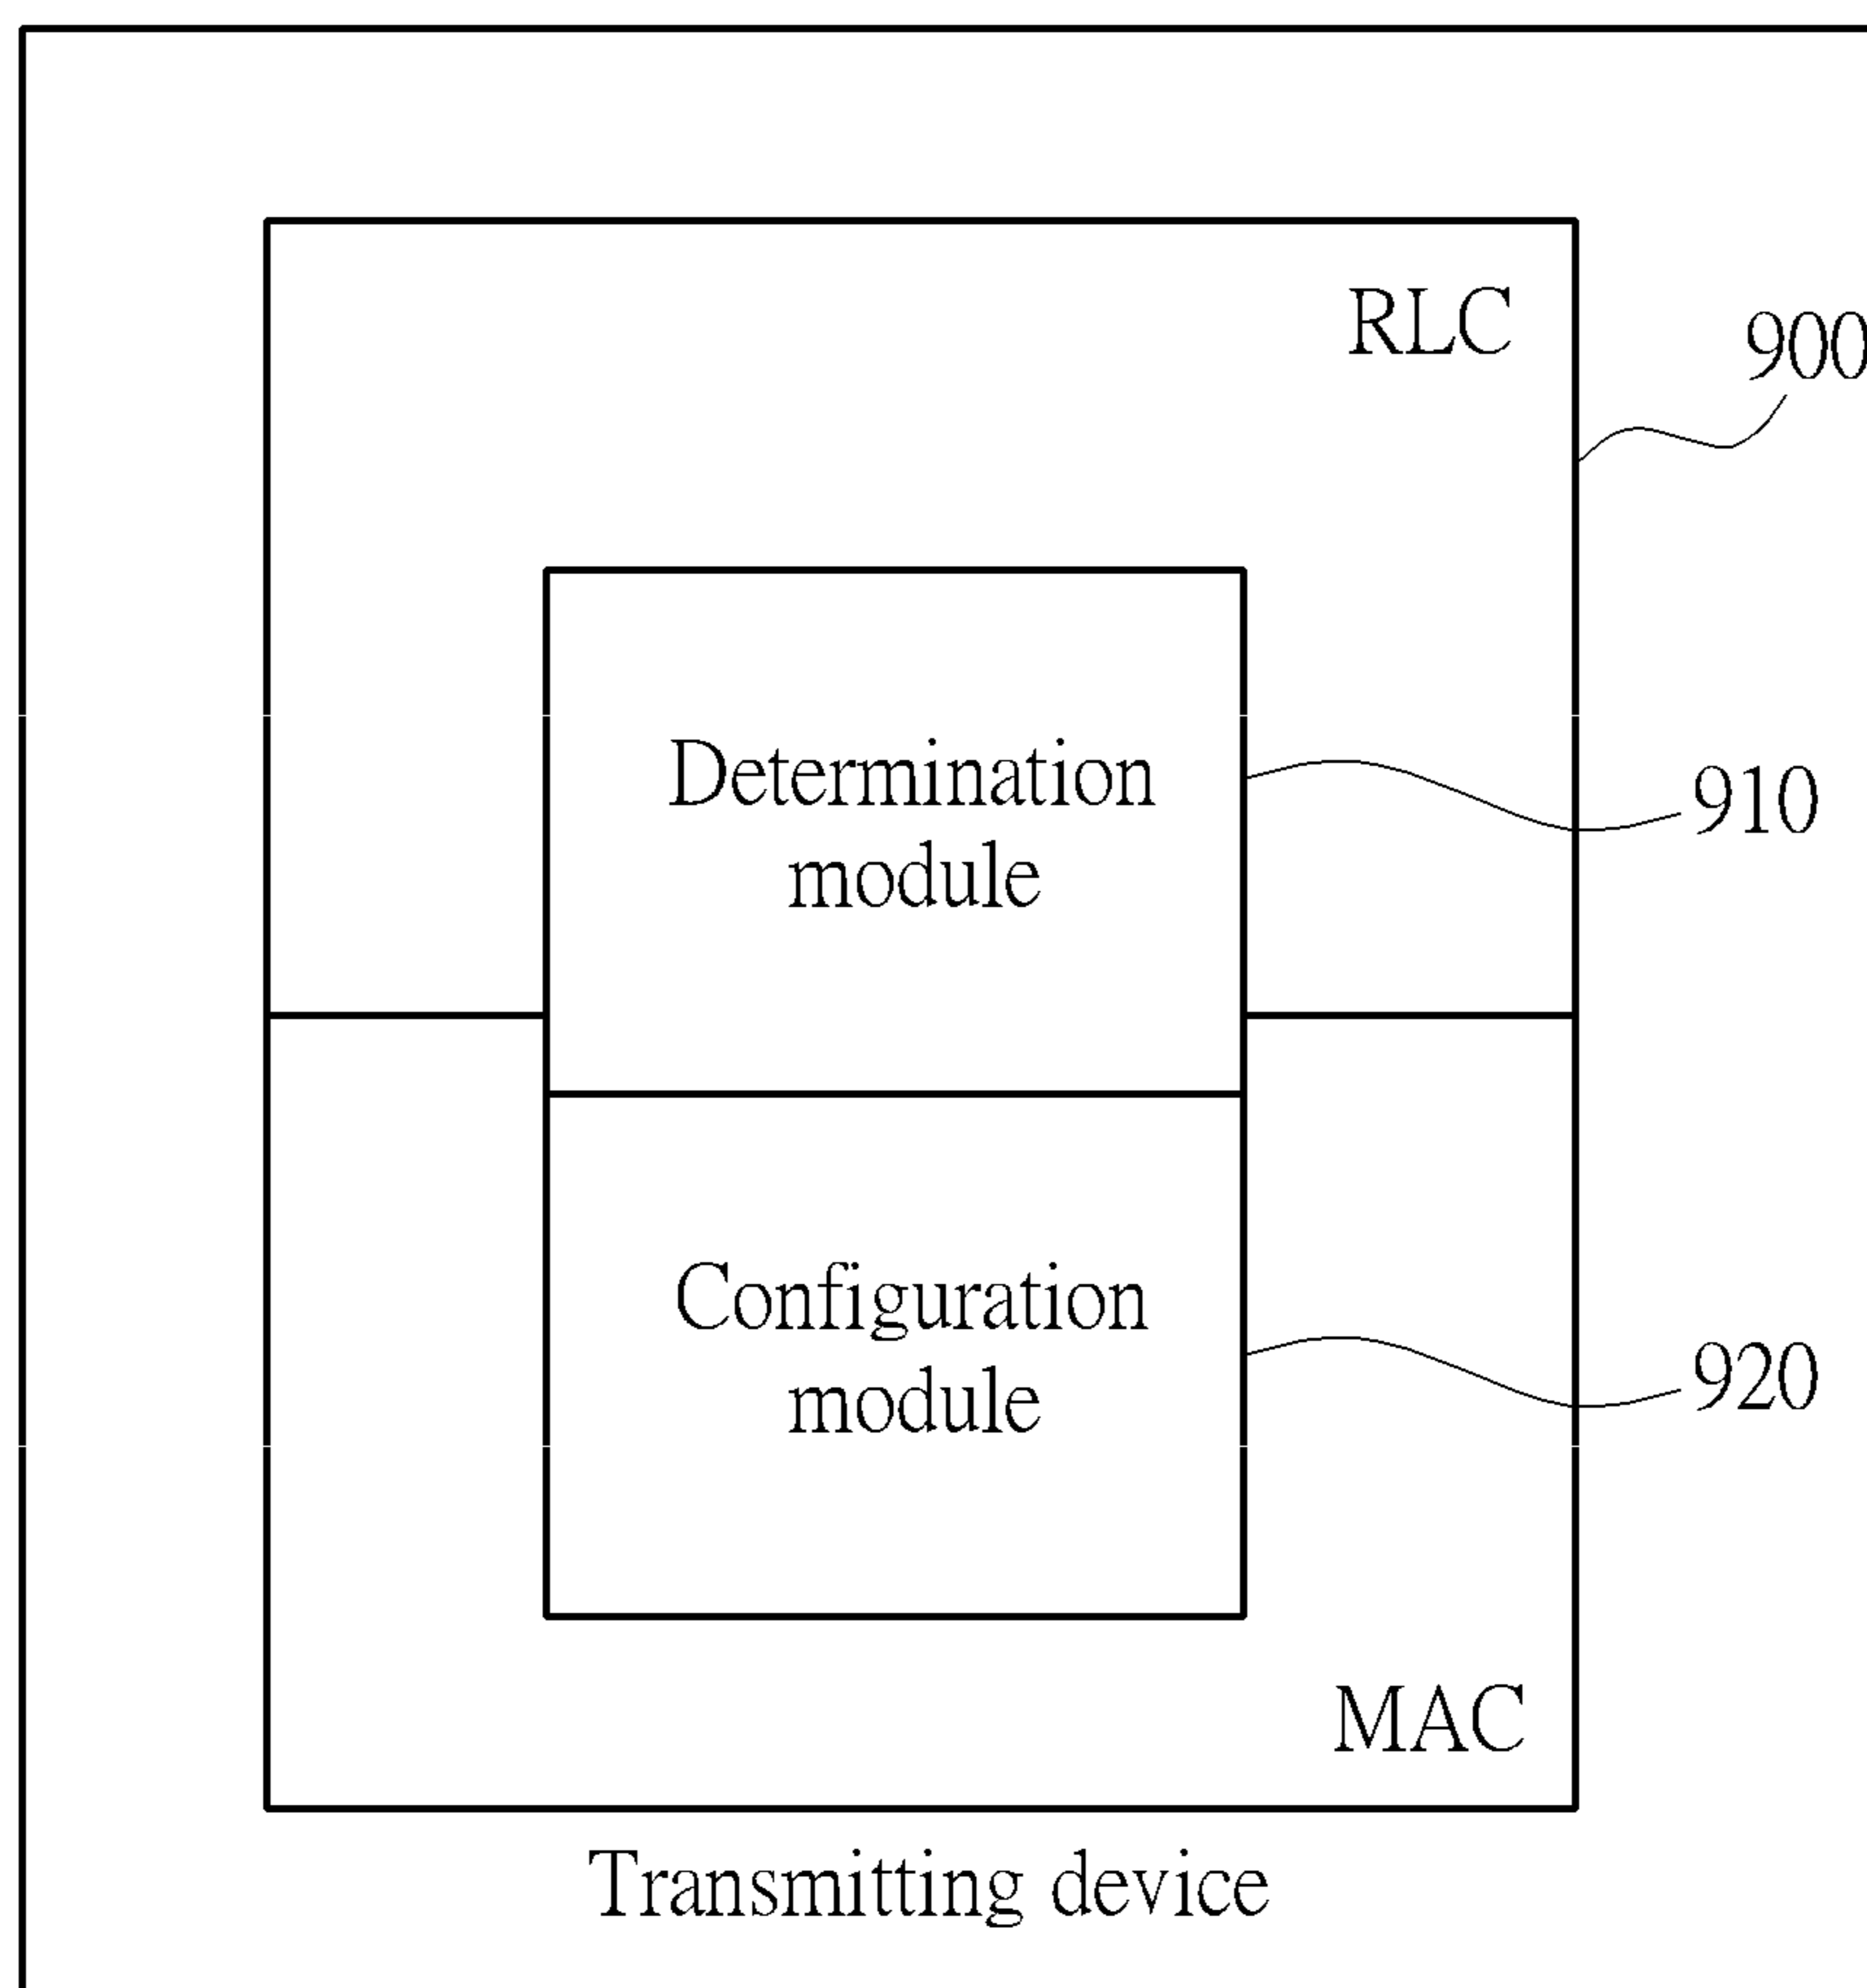 RLC
900
Determination
module
910
Configuration
module
920
MAC
Transmitting device